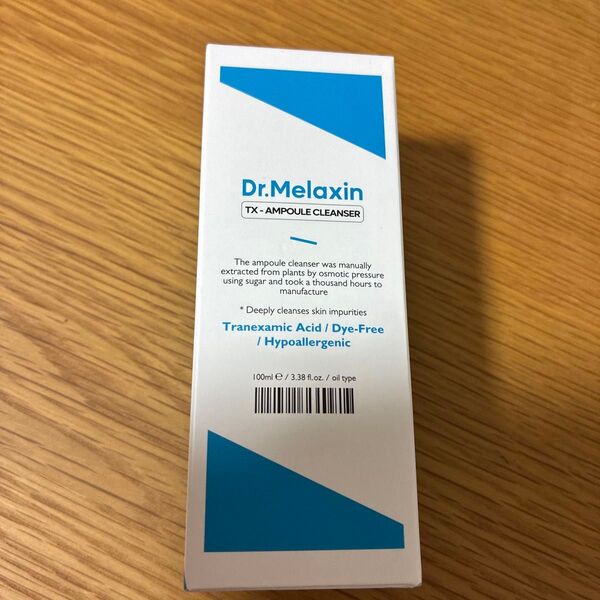 Dr.Melaxin
TX - AMPOULE CLEANSER
The ampoule cleanser was manually
extracted from plants by osmotic pressure
using sugar and took a thousand hours to
manufacture
* Deeply cleanses skin impurities
Tranexamic Acid / Dye-Free
/ Hypoallergenic
100ml ℮ / 3.38 fl.oz. / oil type